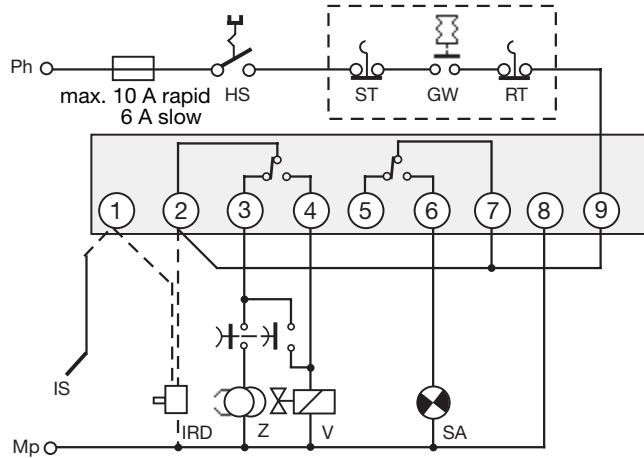 Ph
max. 10 A rapid
6 A slow
HS
ST
GW
RT
1 2 3 4 5 6 7 8 9
IS
IRD
Z
V
SA
Mp